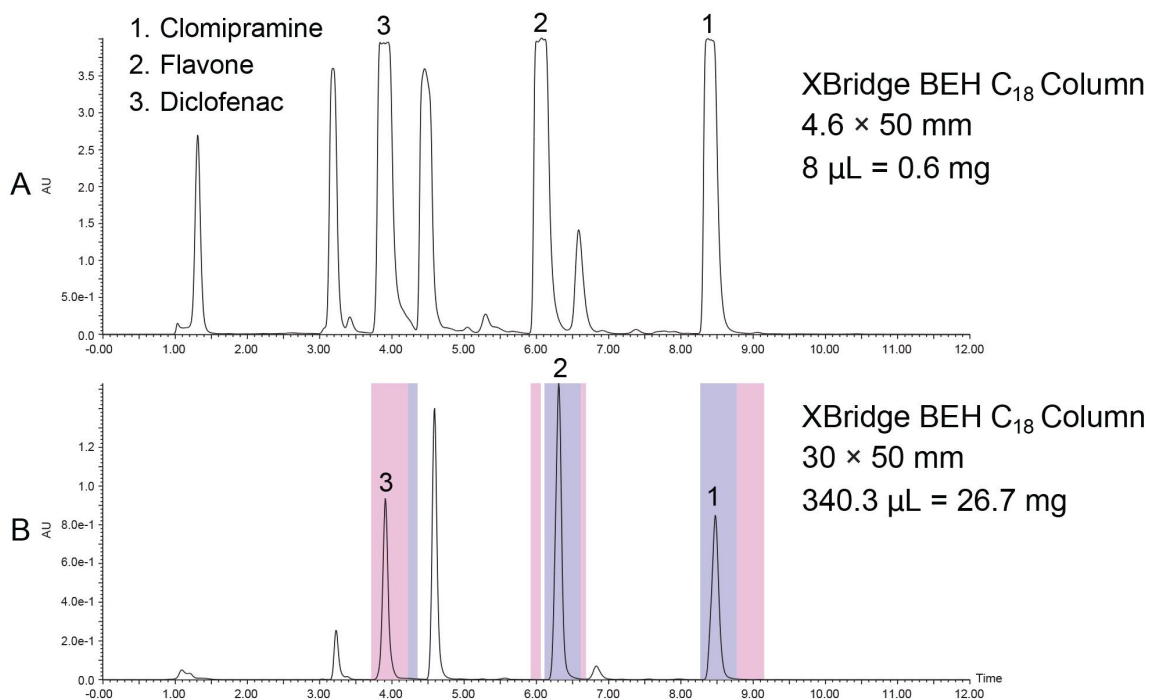 1. Clomipramine
2. Flavone
3. Diclofenac
3
2
1
XBridge BEH C₁₈ Column
4.6 × 50 mm
8 µL = 0.6 mg
A
AU
3.5
3.0
2.5
2.0
1.5
1.0
5.0e-1
0.0
-0.00 1.00 2.00 3.00 4.00 5.00 6.00 7.00 8.00 9.00 10.00 11.00 12.00
2
3
1
XBridge BEH C₁₈ Column
30 × 50 mm
340.3 µL = 26.7 mg
B
AU
1.2
1.0
8.0e-1
6.0e-1
4.0e-1
2.0e-1
0.0
Time
-0.00 1.00 2.00 3.00 4.00 5.00 6.00 7.00 8.00 9.00 10.00 11.00 12.00